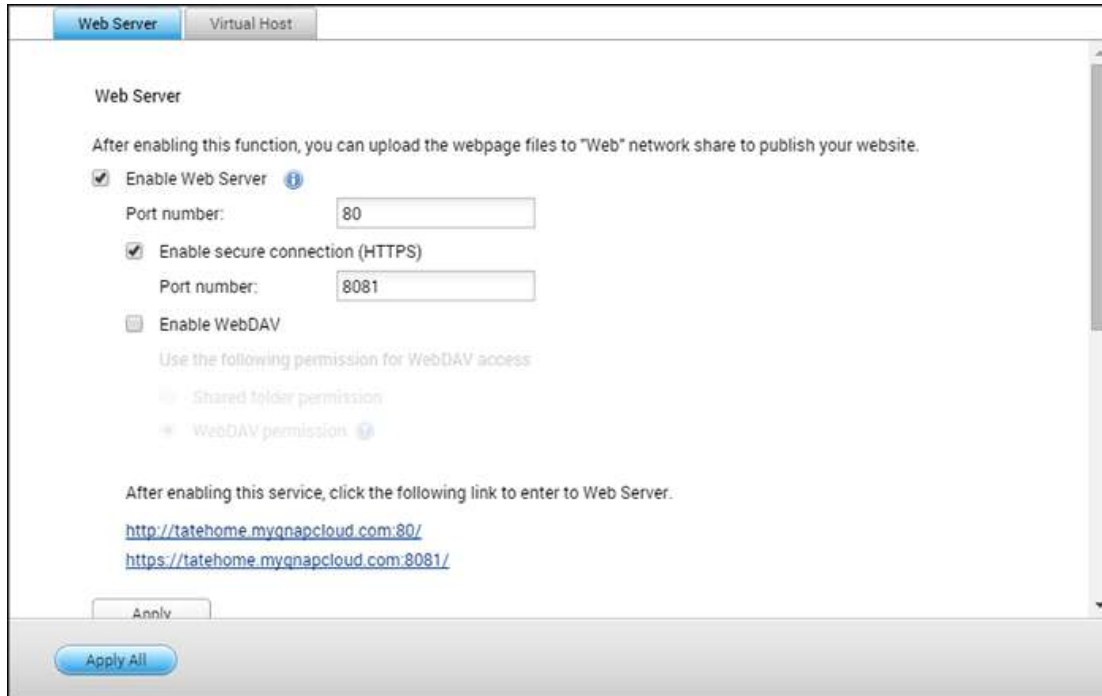 Web Server
Virtual Host
Web Server
After enabling this function, you can upload the webpage files to "Web" network share to publish your website.
Enable Web Server
Port number: 80
Enable secure connection (HTTPS)
Port number: 8081
Enable WebDAV
Use the following permission for WebDAV access
Shared folder permission
WebDAV permission
After enabling this service, click the following link to enter to Web Server.
http://tatehome.myqnapcloud.com:80/
https://tatehome.myqnapcloud.com:8081/
Apply
Apply All